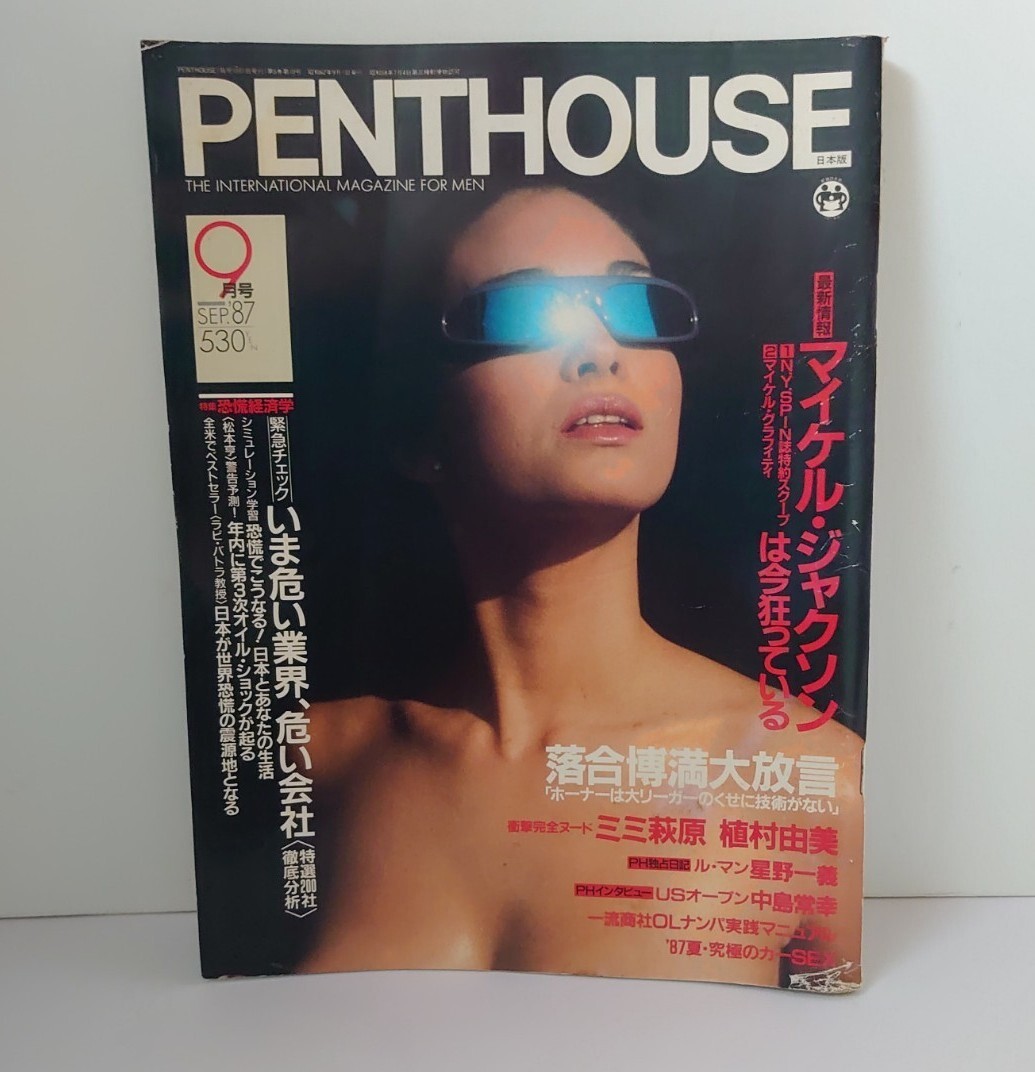 PENTHOUSE
日本版
THE INTERNATIONAL MAGAZINE FOR MEN
9
月号
SEP.'87
530
最新情報
マイケル・ジャクソン
は今狂っている
1 N.Y.SPIN誌特約スクープ
2 マイケル・グラフィティ
特集 恐慌経済学
緊急チェック
いま危い業界、危い会社
〈特選200社
徹底分析〉
シミュレーション学習 恐慌でこうなる!日本とあなたの生活
〈松本亨〉警告予測! 年内に第3次オイル・ショックが起る
全米でベストセラー〈ラビ・バトラ教授〉日本が世界恐慌の震源地となる
落合博満大放言
「ホーナーは大リーガーのくせに技術がない」
衝撃完全ヌード ミミ萩原 植村由美
PH独占日記 ル・マン星野一義
PHインタビュー USオープン中島常幸
一流商社OLナンパ実践マニュアル
'87夏・究極のカーSEX